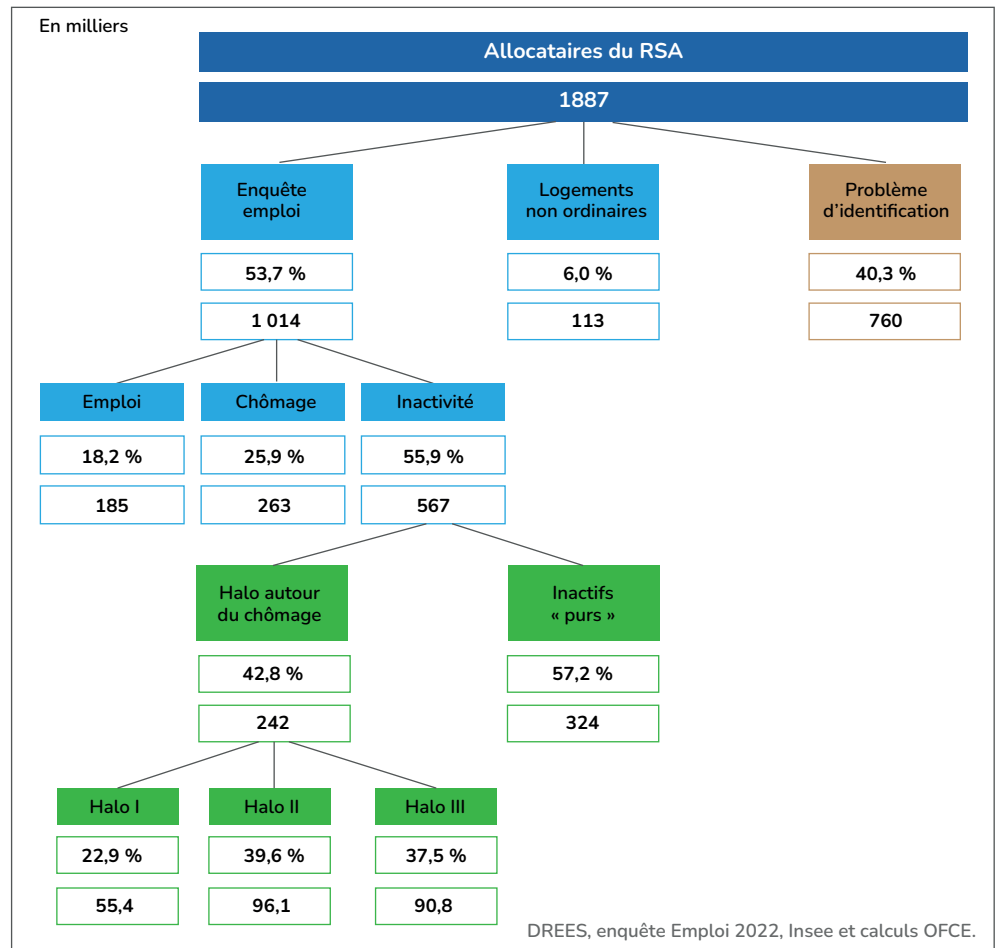 En milliers
Allocataires du RSA
1887
Enquête
emploi
Logements
non ordinaires
Problème
d’identification
53,7 %
6,0 %
40,3 %
1 014
113
760
Emploi
Chômage
Inactivité
18,2 %
25,9 %
55,9 %
185
263
567
Halo autour
du chômage
Inactifs
« purs »
42,8 %
57,2 %
242
324
Halo I
Halo II
Halo III
22,9 %
39,6 %
37,5 %
55,4
96,1
90,8
DREES, enquête Emploi 2022, Insee et calculs OFCE.